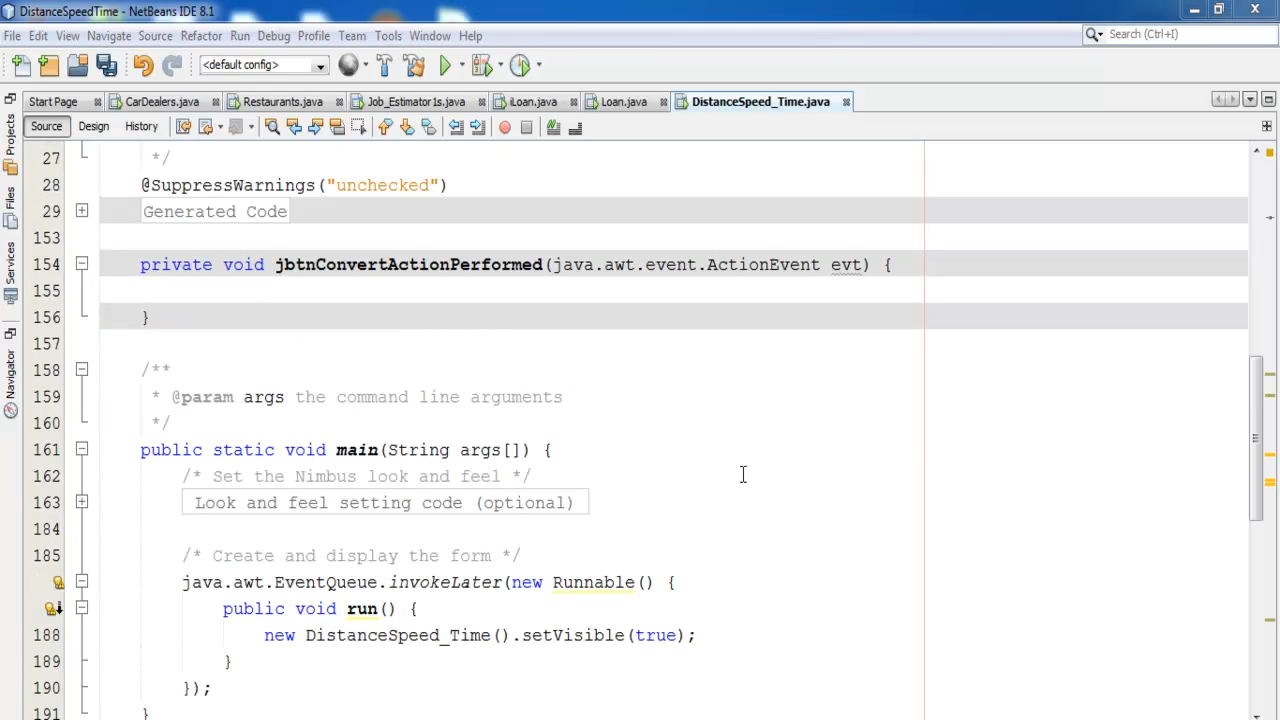 DistanceSpeedTime - NetBeans IDE 8.1
File Edit View Navigate Source Refactor Run Debug Profile Team Tools Window Help
Search (Ctrl+I)
<default config>
Start Page CarDealers.java Restaurants.java Job_Estimator1s.java iLoan.java Loan.java DistanceSpeed_Time.java
Source Design History
Projects
Files
Services
Navigator
27 */
28 @SuppressWarnings("unchecked")
29 Generated Code
153
154 private void jbtnConvertActionPerformed(java.awt.event.ActionEvent evt) {
155
156 }
157
158 /**
159 * @param args the command line arguments
160 */
161 public static void main(String args[]) {
162 /* Set the Nimbus look and feel */
163 Look and feel setting code (optional)
184
185 /* Create and display the form */
java.awt.EventQueue.invokeLater(new Runnable() {
public void run() {
188 new DistanceSpeed_Time().setVisible(true);
189 }
190 });
191 }